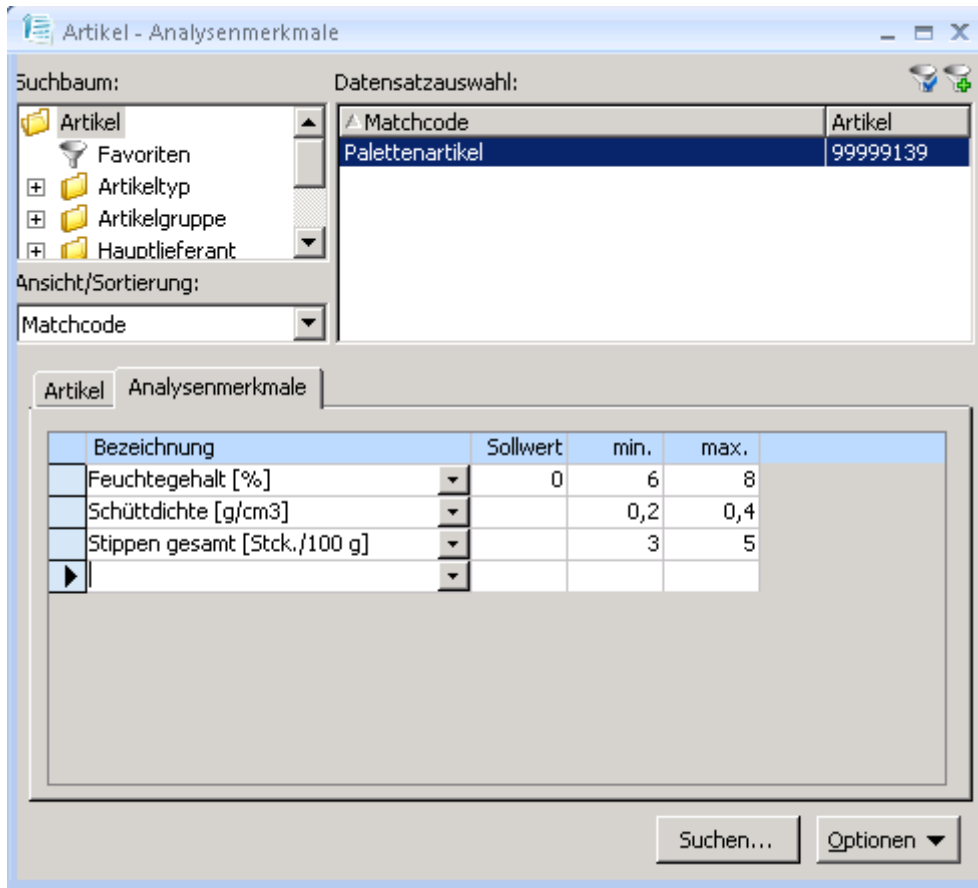 Artikel - Analysenmerkmale
Suchbaum:
Artikel
Favoriten
Artikeltyp
Artikelgruppe
Hauptlieferant
Ansicht/Sortierung:
Matchcode
Datensatzauswahl:
Matchcode Artikel
Palettenartikel 99999139
Artikel Analysenmerkmale
Bezeichnung Sollwert min. max.
Feuchtegehalt [%] 0 6 8
Schüttdichte [g/cm3] 0,2 0,4
Stippen gesamt [Stck./100 g] 3 5
Suchen... Optionen